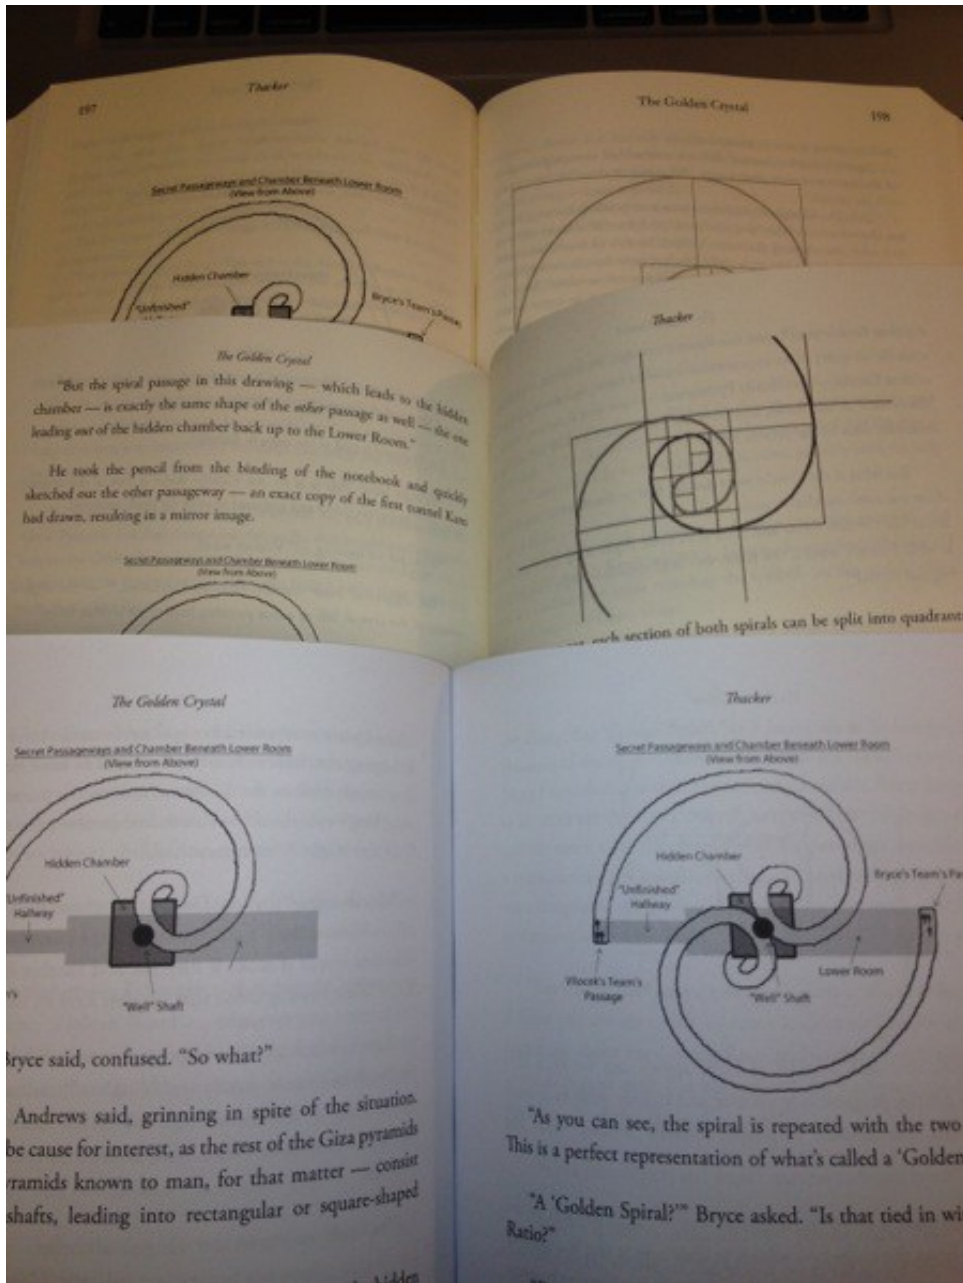 Thacker
197
Secret Passageways and Chamber Beneath Lower Room
(View from Above)
Hidden Chamber
"Unfinished"
Bryce's Team's
The Golden Crystal
198
The Golden Crystal
"But the spiral passage in this drawing — which leads to the hidden
chamber — is exactly the same shape of the other passage as well — the one
leading out of the hidden chamber back up to the Lower Room."
He took the pencil from the binding of the notebook and quickly
sketched out the other passageway — an exact copy of the first tunnel Kato
had drawn, resulting in a mirror image.
Secret Passageways and Chamber Beneath Lower Room
(View from Above)
Thacker
each section of both spirals can be split into quadrant
The Golden Crystal
Secret Passageways and Chamber Beneath Lower Room
(View from Above)
Hidden Chamber
Unfinished"
Hallway
"Well" Shaft
Bryce said, confused. "So what?"
Andrews said, grinning in spite of the situation.
be cause for interest, as the rest of the Giza pyramids
ramids known to man, for that matter — consist
shafts, leading into rectangular or square-shaped
hidden
Thacker
Secret Passageways and Chamber Beneath Lower Room
(View from Above)
Hidden Chamber
Bryce's Team's Pa
"Unfinished"
Hallway
Vilocek's Team's
Passage
Lower Room
"Well" Shaft
"As you can see, the spiral is repeated with the two
This is a perfect representation of what's called a 'Golden
"A 'Golden Spiral?'" Bryce asked. "Is that tied in wi
Ratio?"